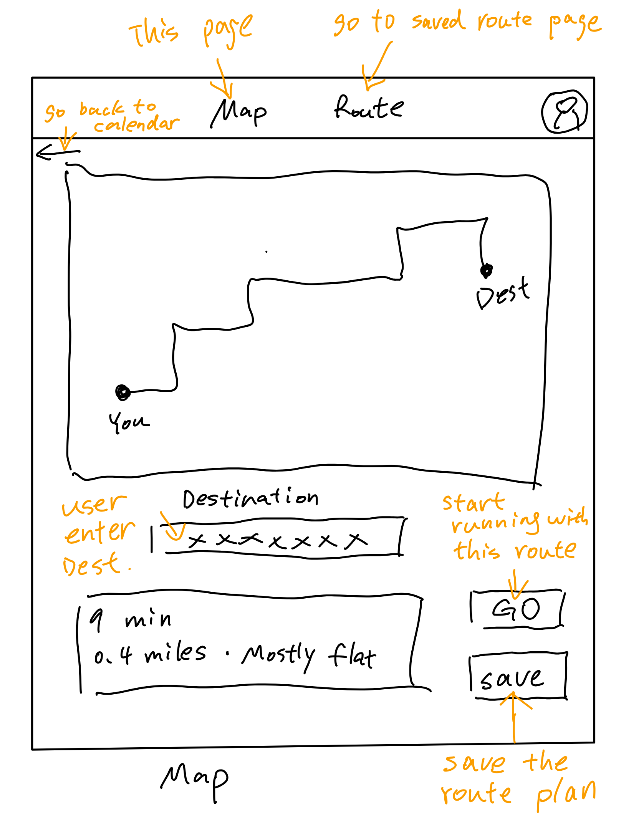 This page
go to saved route page
go back to
calendar
Map
Route
Dest
You
user
enter
Dest.
Destination
xxxxxxx
start
running with
this route
9 min
0.4 miles · Mostly flat
GO
save
Map
save the
route plan